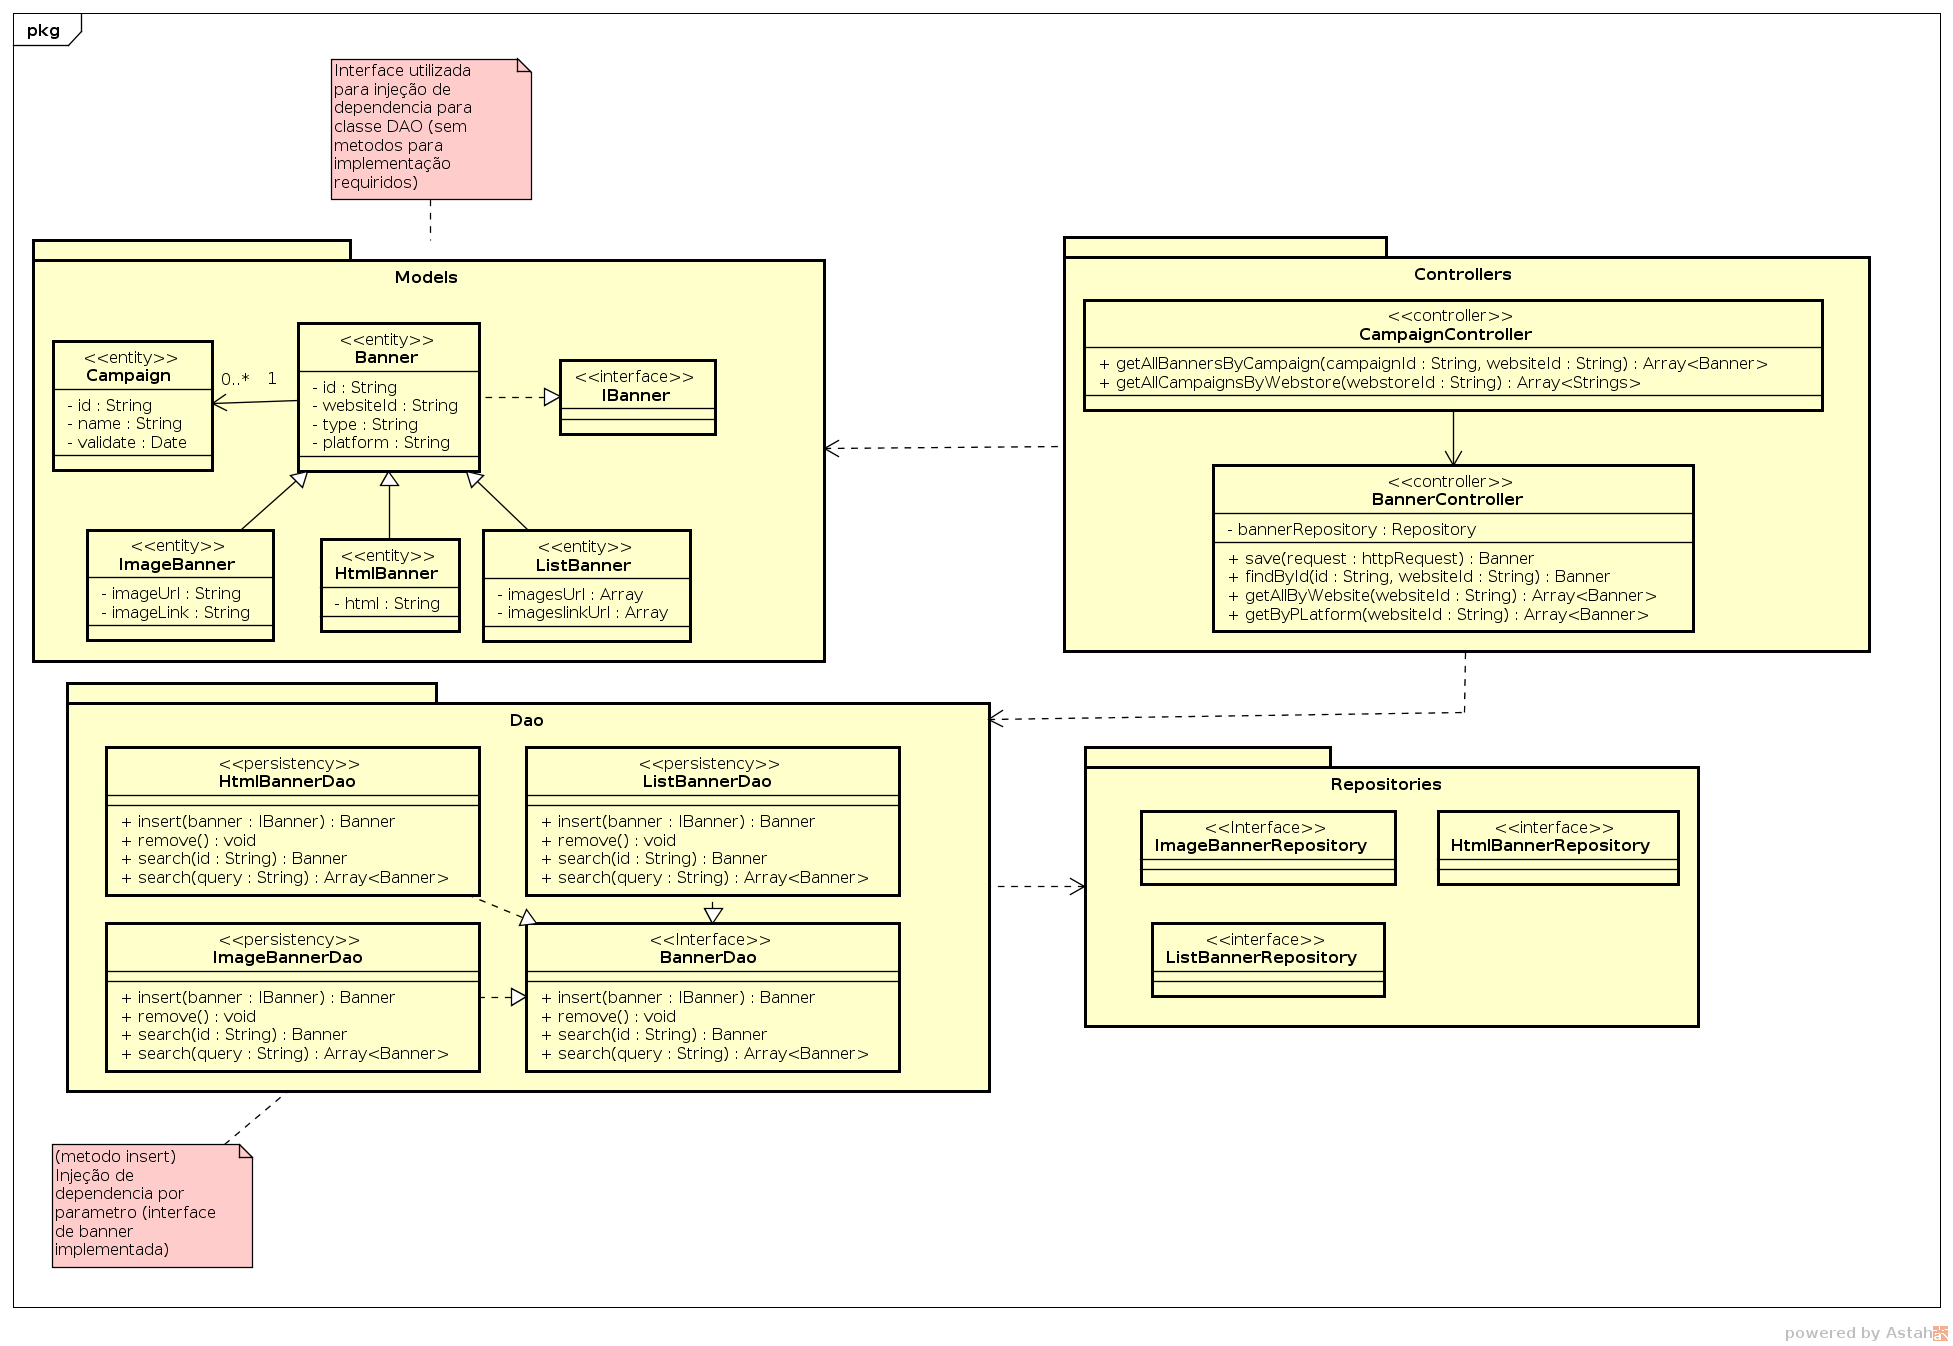 pkg
Interface utilizada
para injeção de
dependencia para
classe DAO (sem
metodos para
implementação
requiridos)
Models
<<entity>>
Campaign
- id : String
- name : String
- validate : Date
0..* 1
<<entity>>
Banner
- id : String
- websiteId : String
- type : String
- platform : String
<<interface>>
IBanner
<<entity>>
ImageBanner
- imageUrl : String
- imageLink : String
<<entity>>
HtmlBanner
- html : String
<<entity>>
ListBanner
- imagesUrl : Array
- imageslinkUrl : Array
Controllers
<<controller>>
CampaignController
+ getAllBannersByCampaign(campaignId : String, websiteId : String) : Array<Banner>
+ getAllCampaignsByWebstore(webstoreId : String) : Array<Strings>
<<controller>>
BannerController
- bannerRepository : Repository
+ save(request : httpRequest) : Banner
+ findById(id : String, websiteId : String) : Banner
+ getAllByWebsite(websiteId : String) : Array<Banner>
+ getByPLatform(websiteId : String) : Array<Banner>
Dao
<<persistency>>
HtmlBannerDao
+ insert(banner : IBanner) : Banner
+ remove() : void
+ search(id : String) : Banner
+ search(query : String) : Array<Banner>
<<persistency>>
ListBannerDao
+ insert(banner : IBanner) : Banner
+ remove() : void
+ search(id : String) : Banner
+ search(query : String) : Array<Banner>
<<persistency>>
ImageBannerDao
+ insert(banner : IBanner) : Banner
+ remove() : void
+ search(id : String) : Banner
+ search(query : String) : Array<Banner>
<<Interface>>
BannerDao
+ insert(banner : IBanner) : Banner
+ remove() : void
+ search(id : String) : Banner
+ search(query : String) : Array<Banner>
Repositories
<<Interface>>
ImageBannerRepository
<<interface>>
HtmlBannerRepository
<<interface>>
ListBannerRepository
(metodo insert)
Injeção de
dependencia por
parametro (interface
de banner
implementada)
powered by Astah